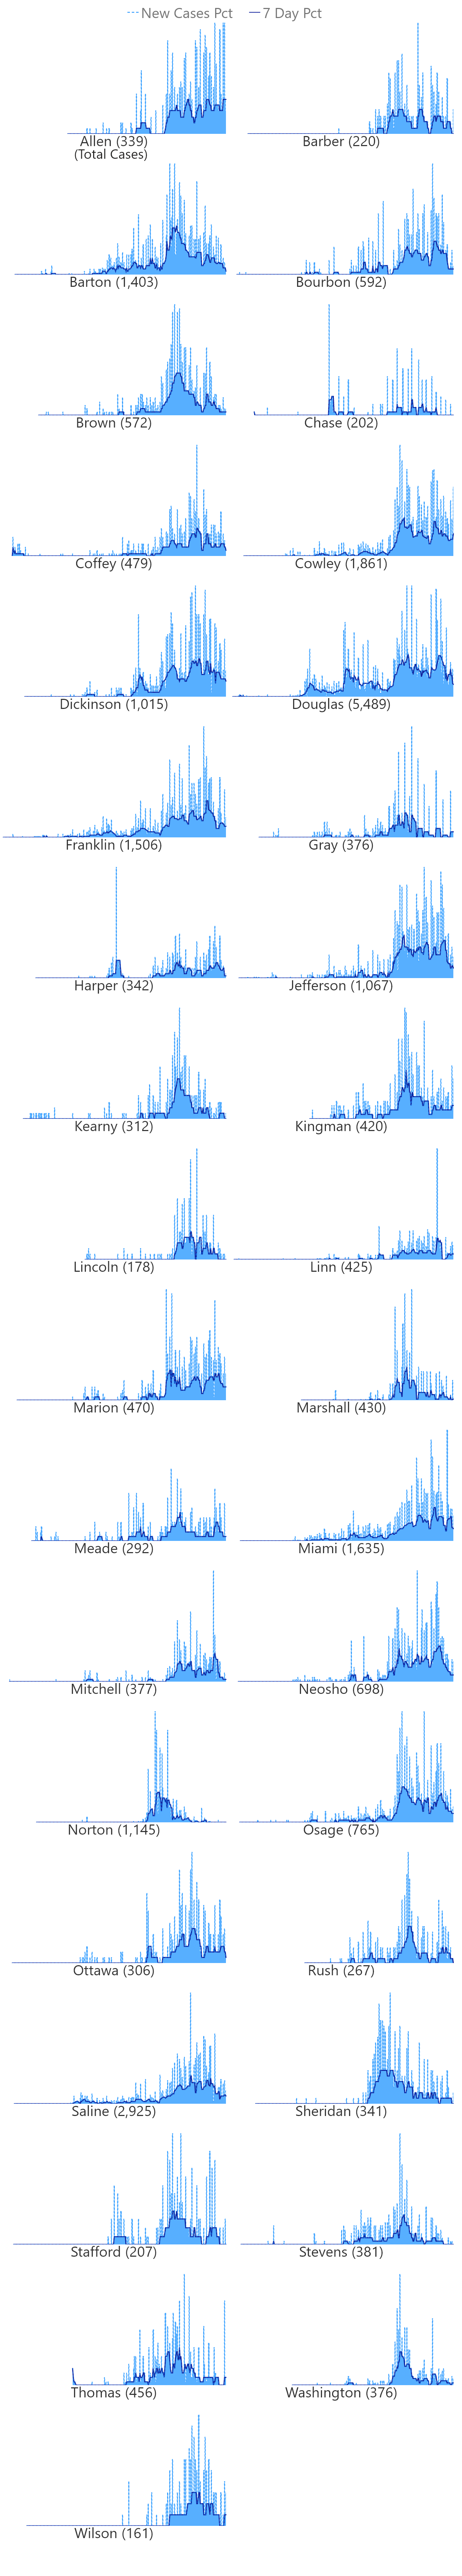 New Cases Pct 7 Day Pct
Allen (339) Barber (220)
(Total Cases)
Barton (1,403) Bourbon (592)
Brown (572) Chase (202)
Coffey (479) Cowley (1,861)
Dickinson (1,015) Douglas (5,489)
Franklin (1,506) Gray (376)
Harper (342) Jefferson (1,067)
Kearny (312) Kingman (420)
Lincoln (178) Linn (425)
Marion (470) Marshall (430)
Meade (292) Miami (1,635)
Mitchell (377) Neosho (698)
Norton (1,145) Osage (765)
Ottawa (306) Rush (267)
Saline (2,925) Sheridan (341)
Stafford (207) Stevens (381)
Thomas (456) Washington (376)
Wilson (161)